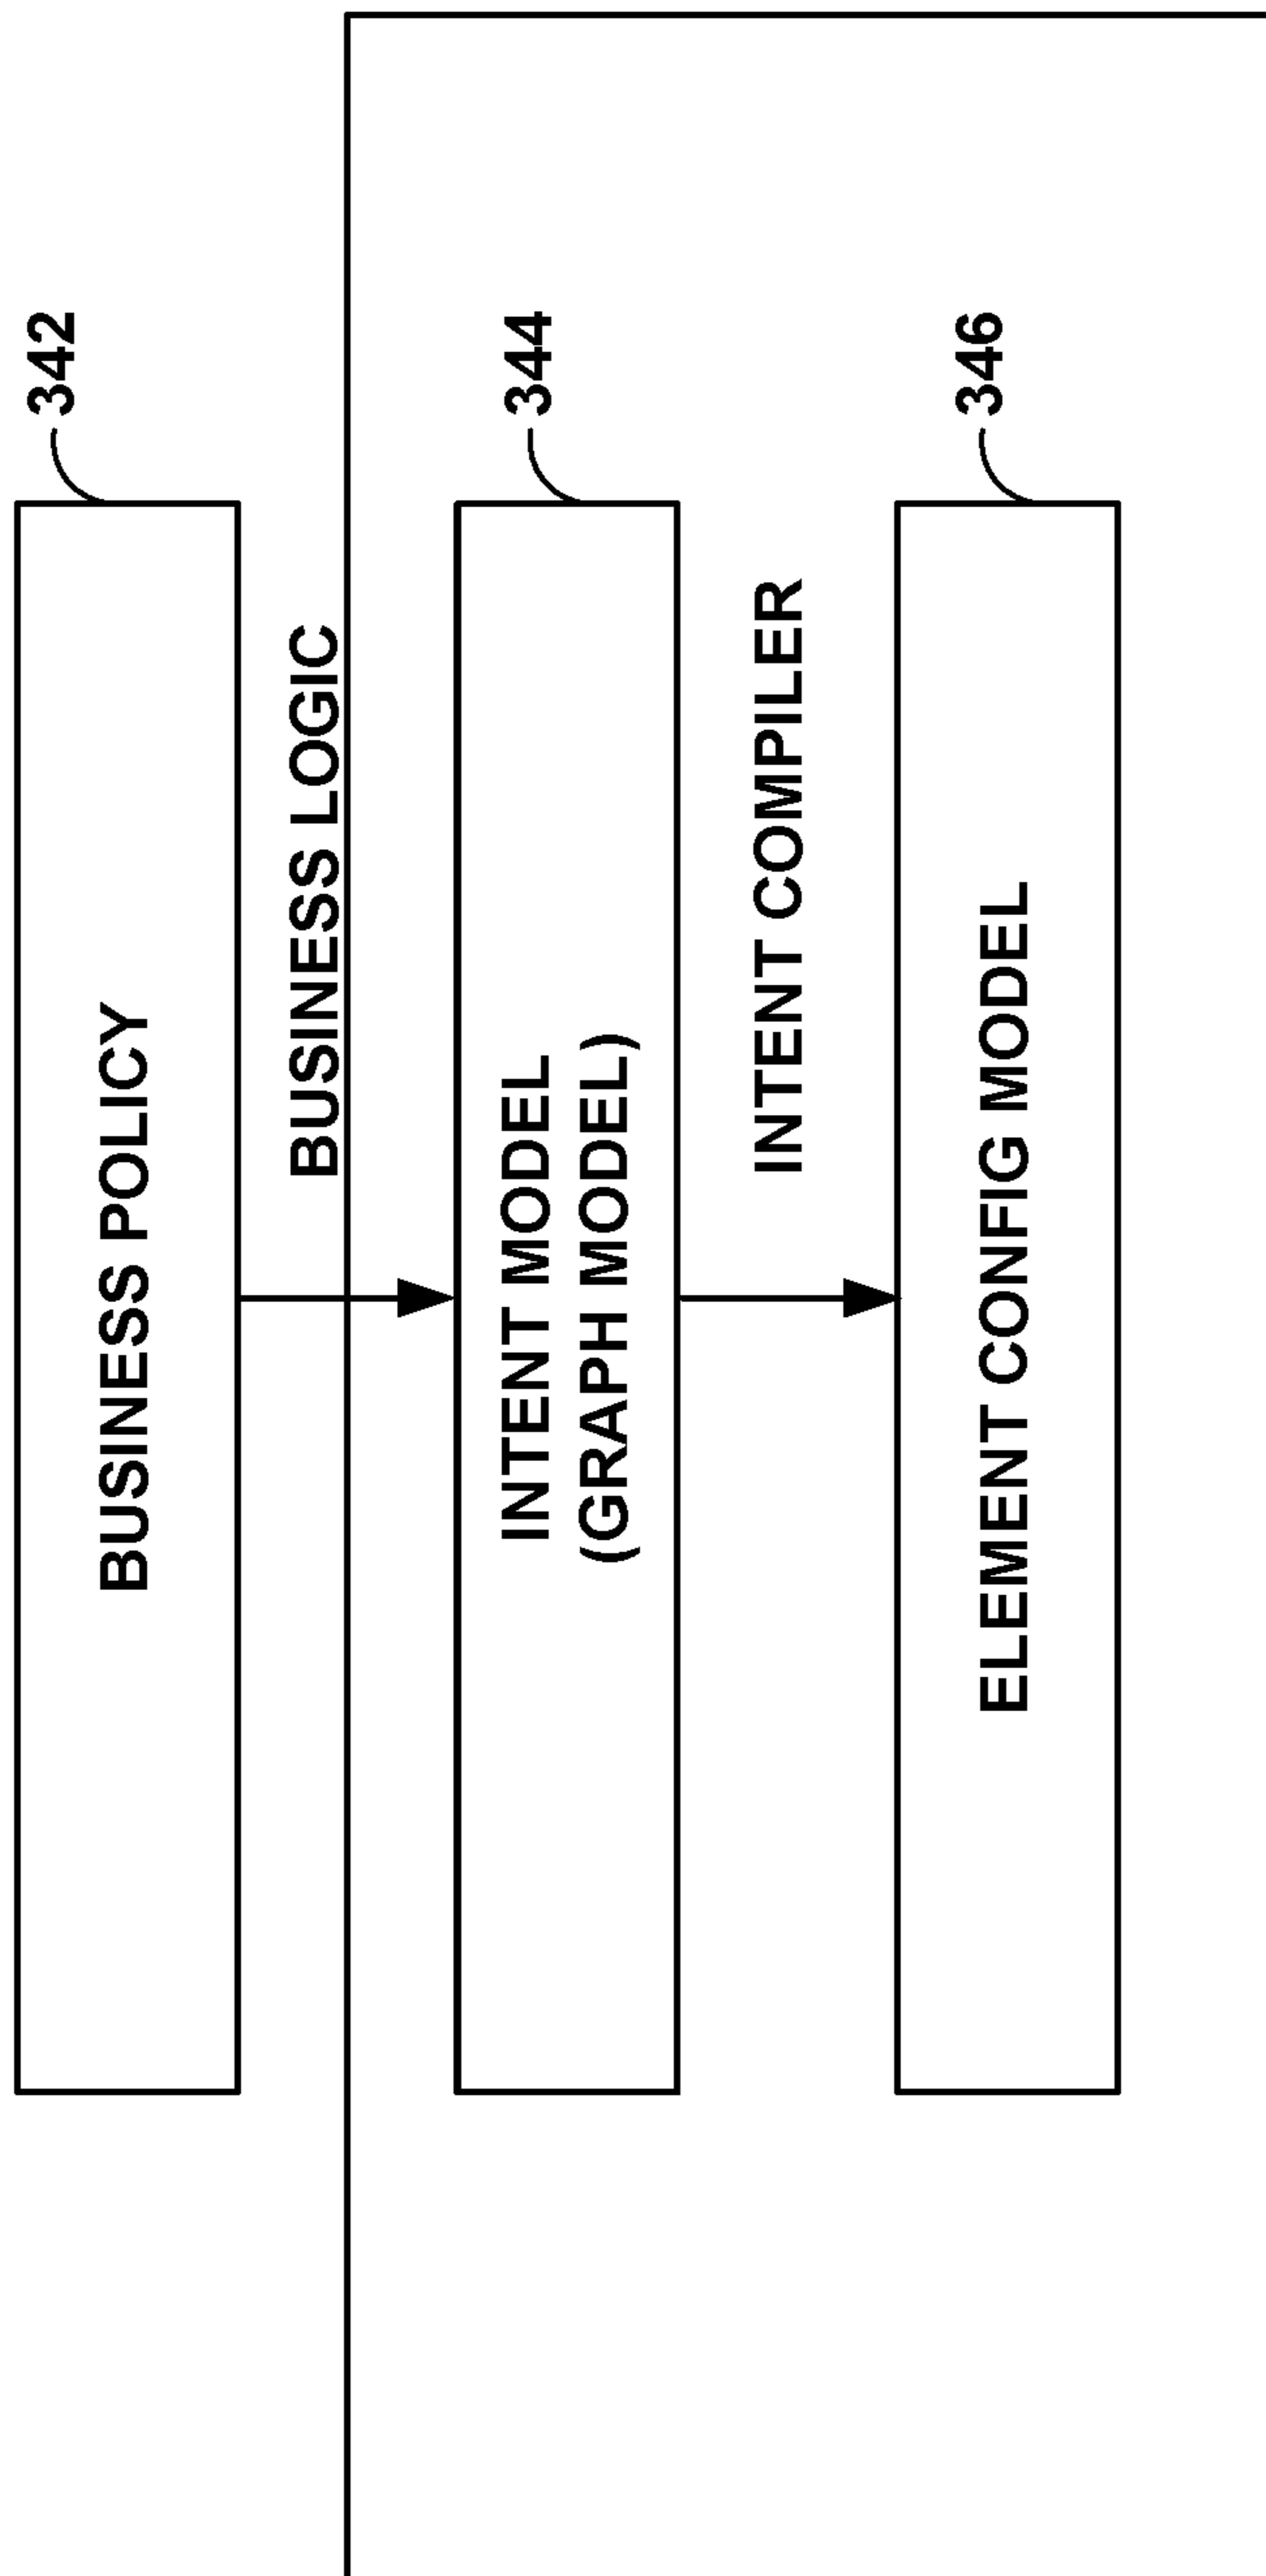 342
BUSINESS POLICY
BUSINESS LOGIC
344
INTENT MODEL
(GRAPH MODEL)
INTENT COMPILER
346
ELEMENT CONFIG MODEL